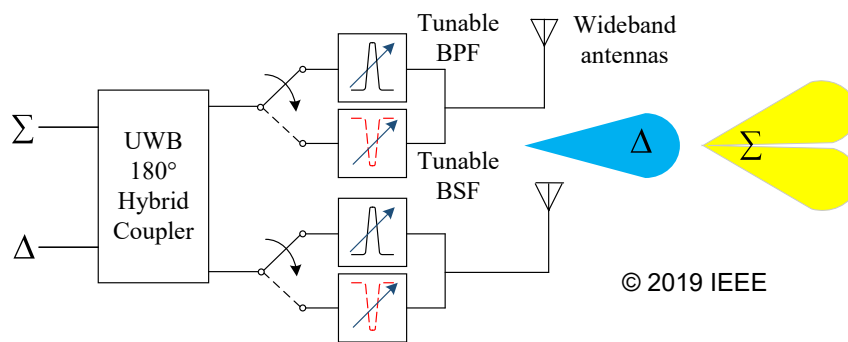 Tunable
BPF
Wideband
antennas
Σ
UWB
180°
Hybrid
Coupler
Δ
Tunable
BSF
Δ
Σ
© 2019 IEEE